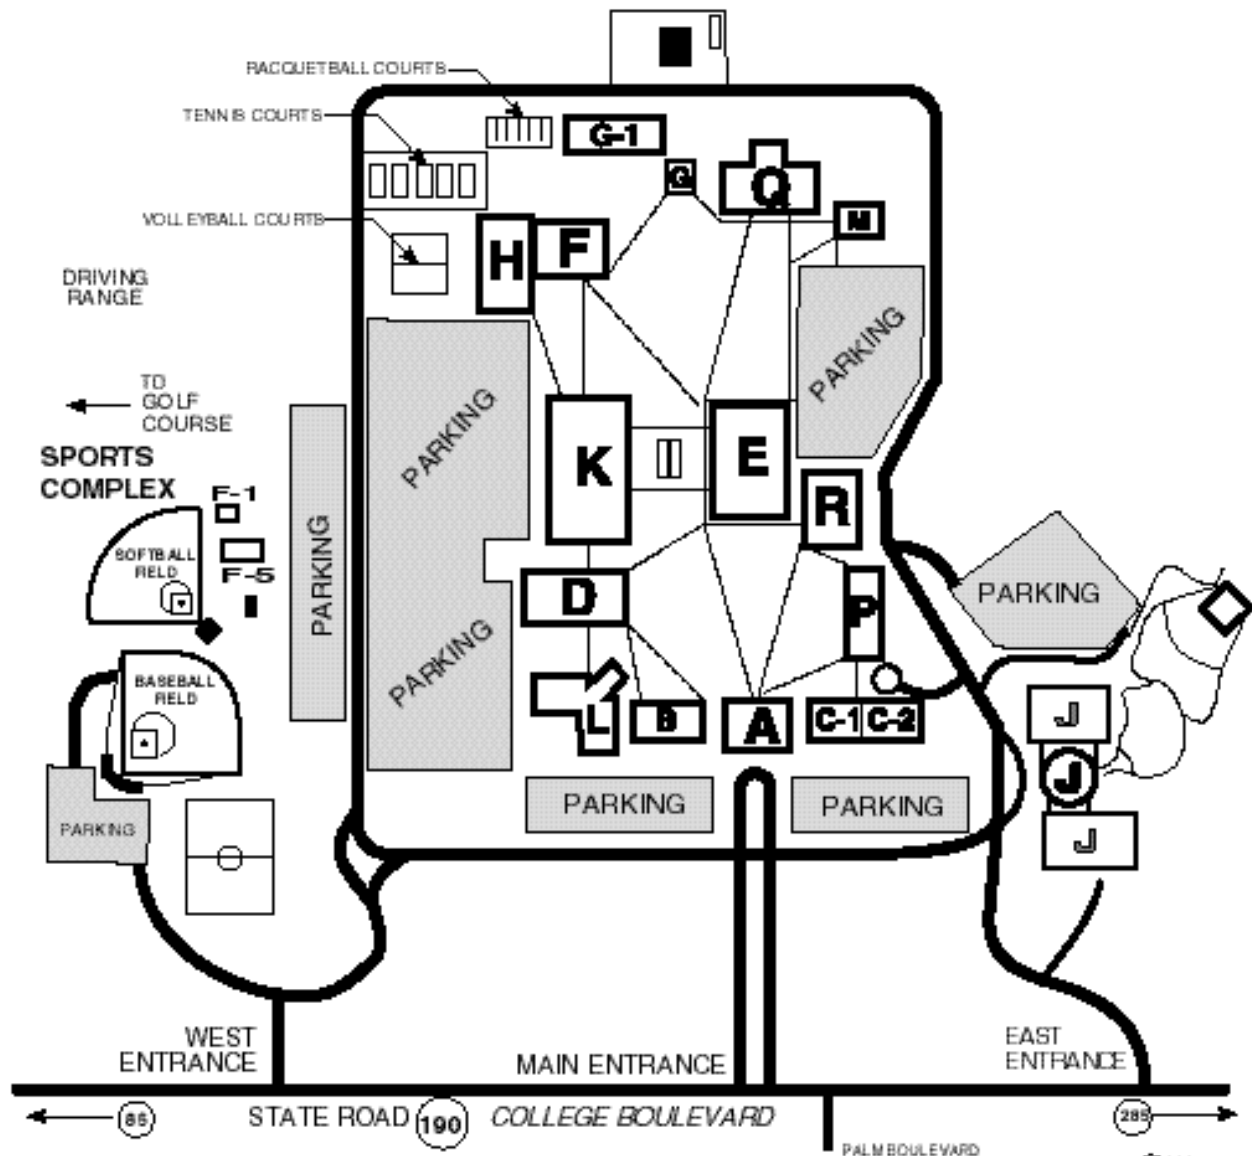 RACQUETBALL COURTS
TENNIS COURTS
G-1
G
Q
VOLLEYBALL COURTS
M
H
F
DRIVING
RANGE
PARKING
TO
GOLF
COURSE
PARKING
SPORTS
COMPLEX
F-1
K
E
R
SOFTBALL
FIELD
F-5
PARKING
D
P
PARKING
PARKING
BASEBALL
FIELD
L
B
A
C-1
C-2
J
J
PARKING
PARKING
PARKING
J
WEST
ENTRANCE
MAIN ENTRANCE
EAST
ENTRANCE
STATE ROAD
190
COLLEGE BOULEVARD
285
PALM BOULEVARD